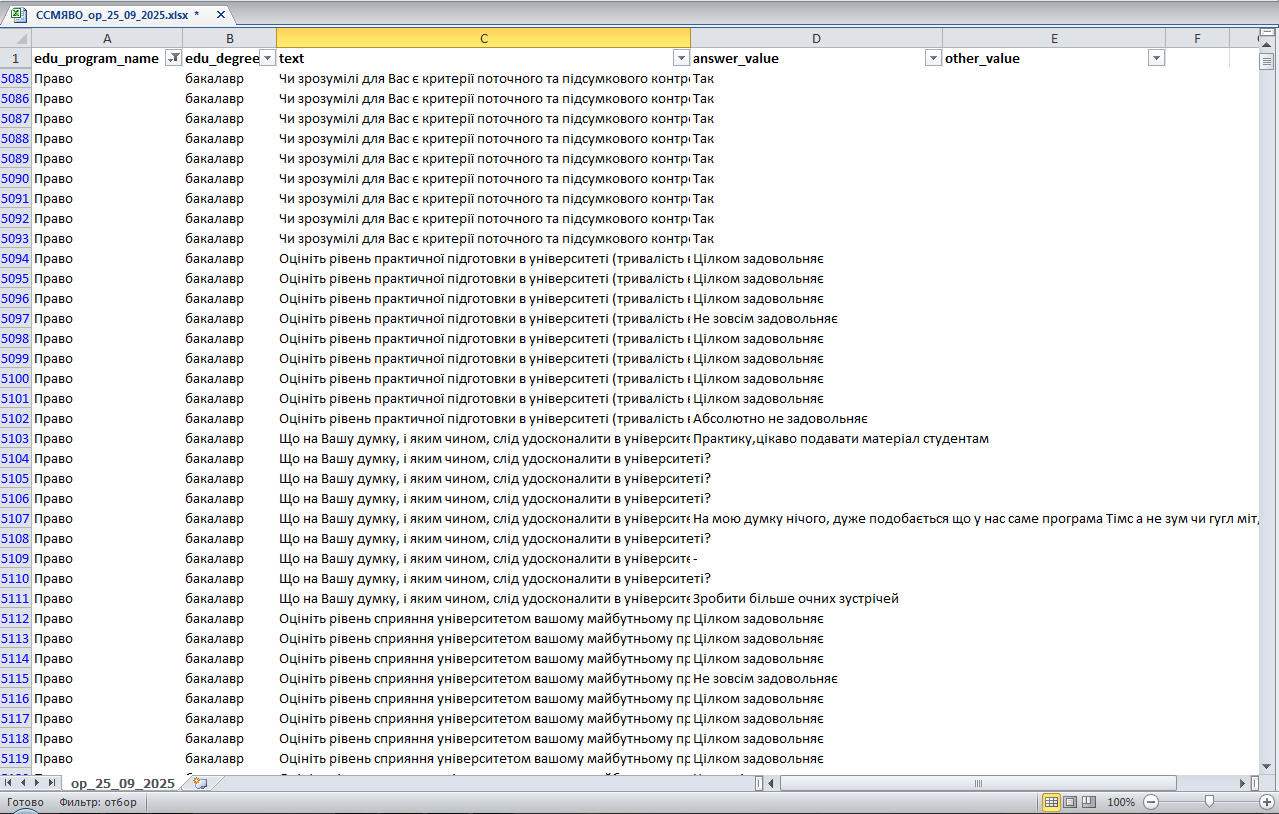 ССМЯВО_op_25_09_2025.xlsx *
A B C D E F
1 edu_program_name edu_degree text answer_value other_value
5085 Право бакалавр Чи зрозумілі для Вас є критерії поточного та підсумкового контр Так
5086 Право бакалавр Чи зрозумілі для Вас є критерії поточного та підсумкового контр Так
5087 Право бакалавр Чи зрозумілі для Вас є критерії поточного та підсумкового контр Так
5088 Право бакалавр Чи зрозумілі для Вас є критерії поточного та підсумкового контр Так
5089 Право бакалавр Чи зрозумілі для Вас є критерії поточного та підсумкового контр Так
5090 Право бакалавр Чи зрозумілі для Вас є критерії поточного та підсумкового контр Так
5091 Право бакалавр Чи зрозумілі для Вас є критерії поточного та підсумкового контр Так
5092 Право бакалавр Чи зрозумілі для Вас є критерії поточного та підсумкового контр Так
5093 Право бакалавр Чи зрозумілі для Вас є критерії поточного та підсумкового контр Так
5094 Право бакалавр Оцініть рівень практичної підготовки в університеті (тривалість в Цілком задовольняє
5095 Право бакалавр Оцініть рівень практичної підготовки в університеті (тривалість в Цілком задовольняє
5096 Право бакалавр Оцініть рівень практичної підготовки в університеті (тривалість в Цілком задовольняє
5097 Право бакалавр Оцініть рівень практичної підготовки в університеті (тривалість в Не зовсім задовольняє
5098 Право бакалавр Оцініть рівень практичної підготовки в університеті (тривалість в Цілком задовольняє
5099 Право бакалавр Оцініть рівень практичної підготовки в університеті (тривалість в Цілком задовольняє
5100 Право бакалавр Оцініть рівень практичної підготовки в університеті (тривалість в Цілком задовольняє
5101 Право бакалавр Оцініть рівень практичної підготовки в університеті (тривалість в Цілком задовольняє
5102 Право бакалавр Оцініть рівень практичної підготовки в університеті (тривалість в Абсолютно не задовольняє
5103 Право бакалавр Що на Вашу думку, і яким чином, слід удосконалити в університе Практику,цікаво подавати матеріал студентам
5104 Право бакалавр Що на Вашу думку, і яким чином, слід удосконалити в університеті?
5105 Право бакалавр Що на Вашу думку, і яким чином, слід удосконалити в університеті?
5106 Право бакалавр Що на Вашу думку, і яким чином, слід удосконалити в університеті?
5107 Право бакалавр Що на Вашу думку, і яким чином, слід удосконалити в університе На мою думку нічого, дуже подобається що у нас саме програма Тімс а не зум чи гугл міт,
5108 Право бакалавр Що на Вашу думку, і яким чином, слід удосконалити в університеті?
5109 Право бакалавр Що на Вашу думку, і яким чином, слід удосконалити в університе -
5110 Право бакалавр Що на Вашу думку, і яким чином, слід удосконалити в університеті?
5111 Право бакалавр Що на Вашу думку, і яким чином, слід удосконалити в університе Зробити більше очних зустрічей
5112 Право бакалавр Оцініть рівень сприяння університетом вашому майбутньому пр Цілком задовольняє
5113 Право бакалавр Оцініть рівень сприяння університетом вашому майбутньому пр Цілком задовольняє
5114 Право бакалавр Оцініть рівень сприяння університетом вашому майбутньому пр Цілком задовольняє
5115 Право бакалавр Оцініть рівень сприяння університетом вашому майбутньому пр Не зовсім задовольняє
5116 Право бакалавр Оцініть рівень сприяння університетом вашому майбутньому пр Цілком задовольняє
5117 Право бакалавр Оцініть рівень сприяння університетом вашому майбутньому пр Цілком задовольняє
5118 Право бакалавр Оцініть рівень сприяння університетом вашому майбутньому пр Цілком задовольняє
5119 Право бакалавр Оцініть рівень сприяння університетом вашому майбутньому пр Цілком задовольняє
op_25_09_2025
Готово Фильтр: отбор 100%